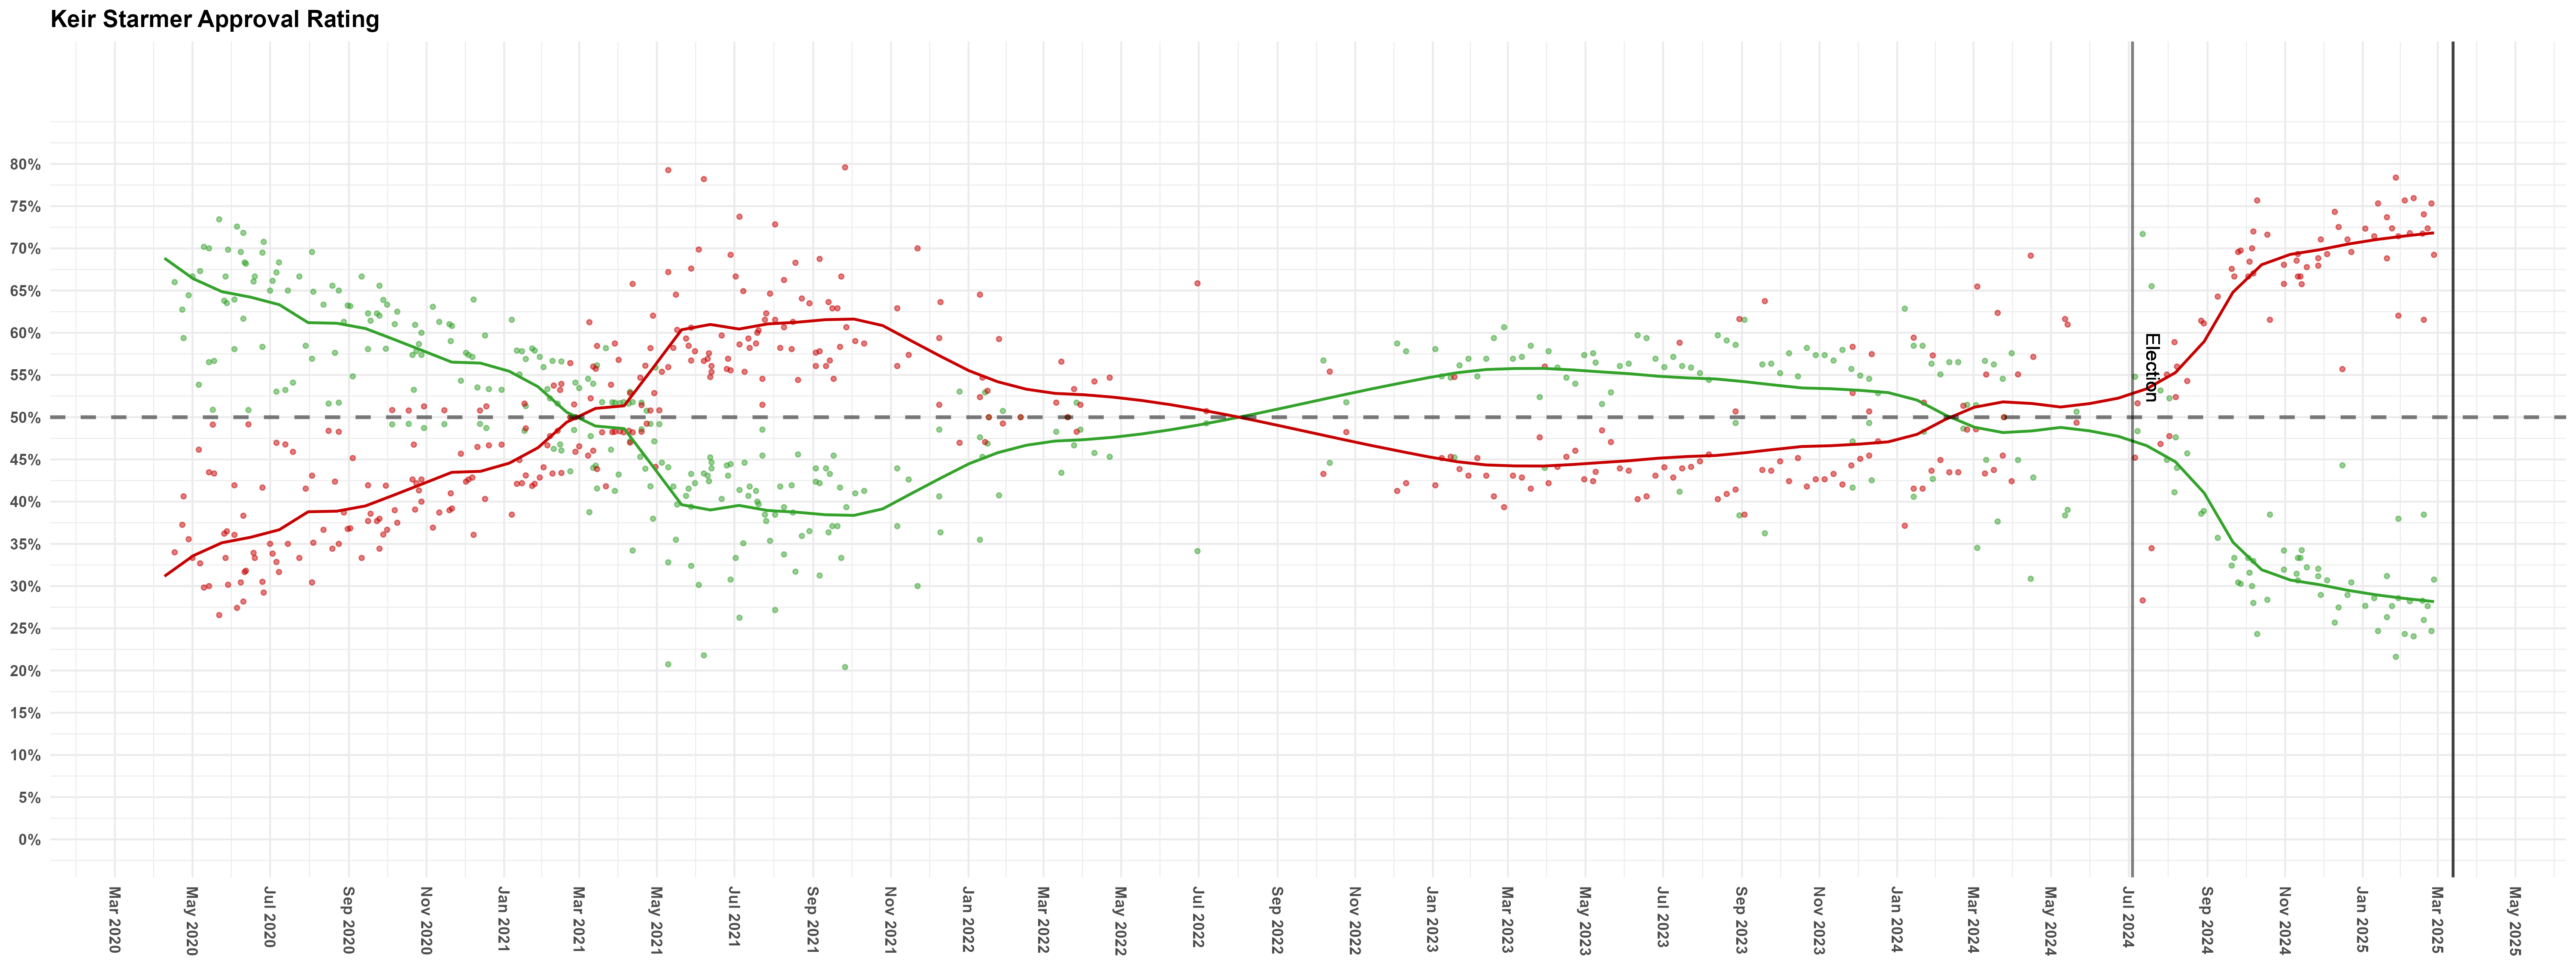 Keir Starmer Approval Rating
80%
75%
70%
65%
60%
55%
50%
45%
40%
35%
30%
25%
20%
15%
10%
5%
0%
Election
Mar 2020
May 2020
Jul 2020
Sep 2020
Nov 2020
Jan 2021
Mar 2021
May 2021
Jul 2021
Sep 2021
Nov 2021
Jan 2022
Mar 2022
May 2022
Jul 2022
Sep 2022
Nov 2022
Jan 2023
Mar 2023
May 2023
Jul 2023
Sep 2023
Nov 2023
Jan 2024
Mar 2024
May 2024
Jul 2024
Sep 2024
Nov 2024
Jan 2025
Mar 2025
May 2025